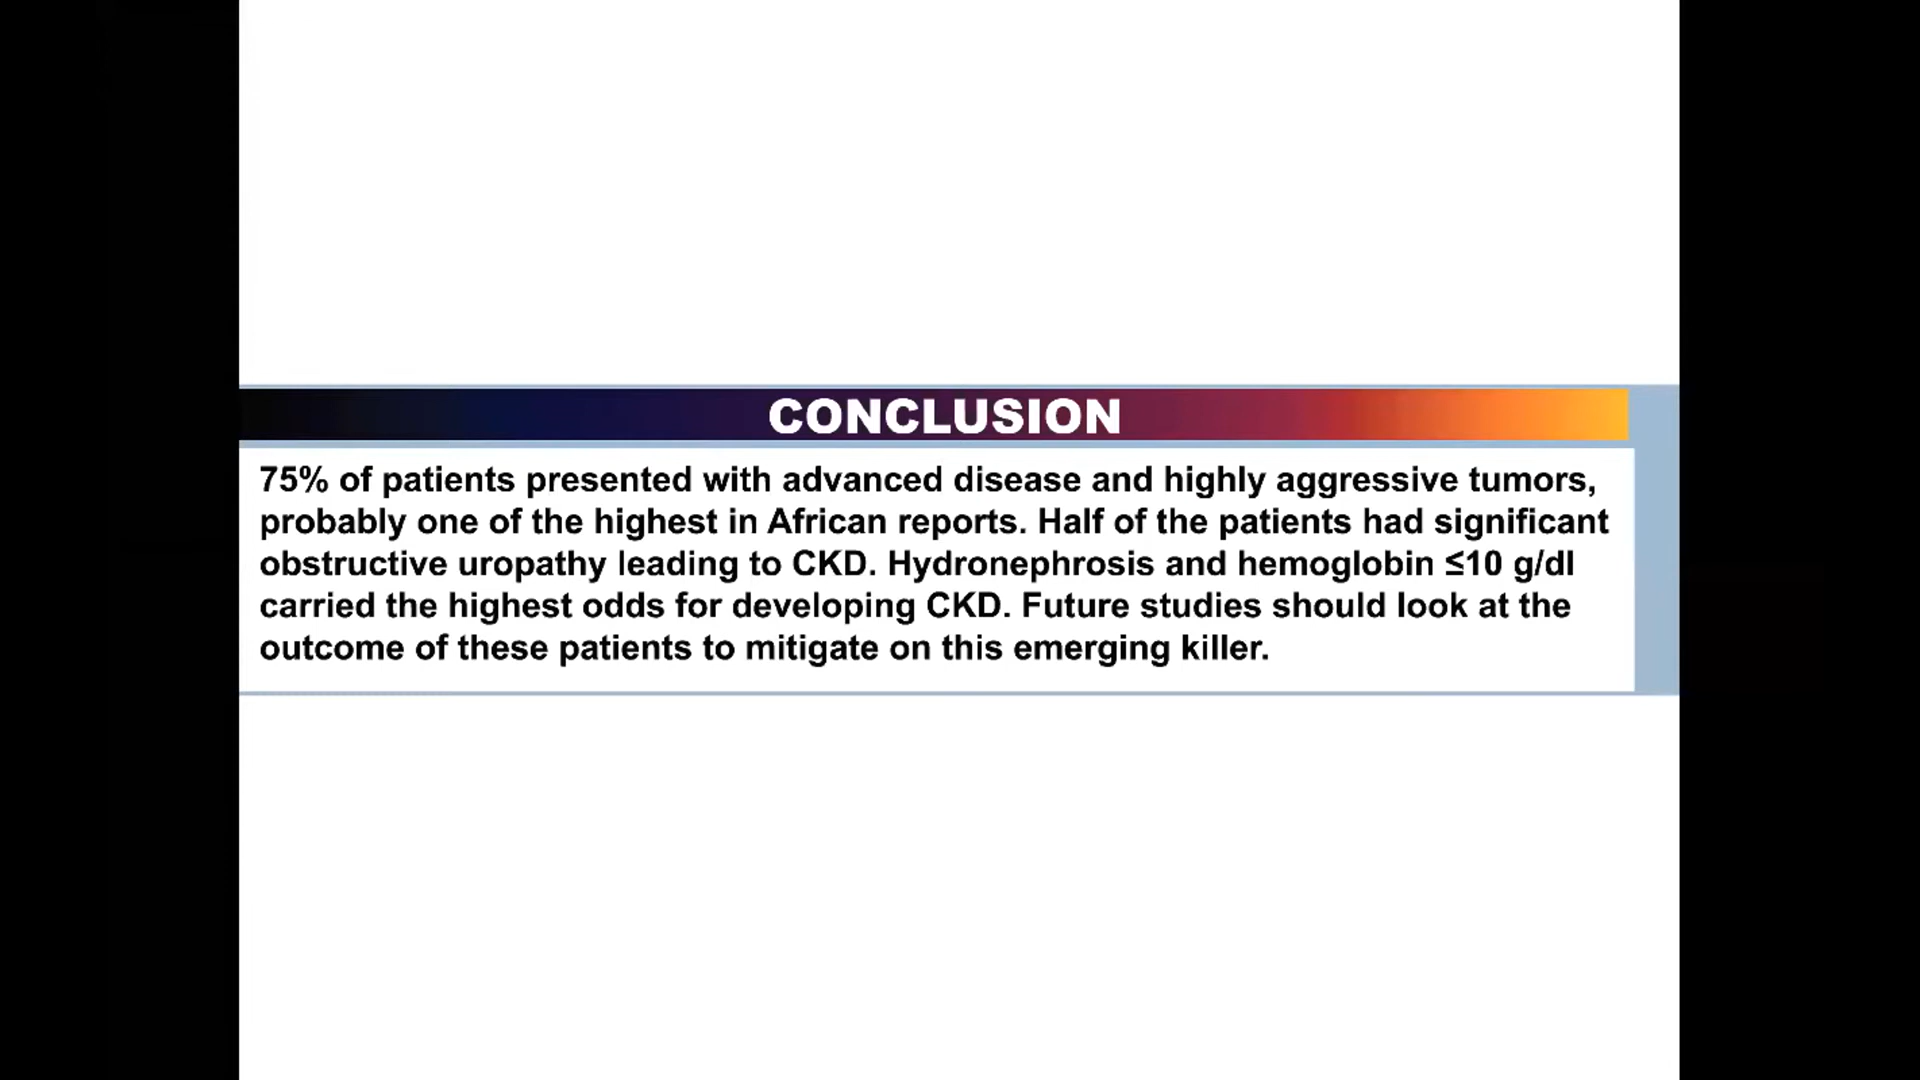 CONCLUSION
75% of patients presented with advanced disease and highly aggressive tumors,
probably one of the highest in African reports. Half of the patients had significant
obstructive uropathy leading to CKD. Hydronephrosis and hemoglobin ≤10 g/dl
carried the highest odds for developing CKD. Future studies should look at the
outcome of these patients to mitigate on this emerging killer.